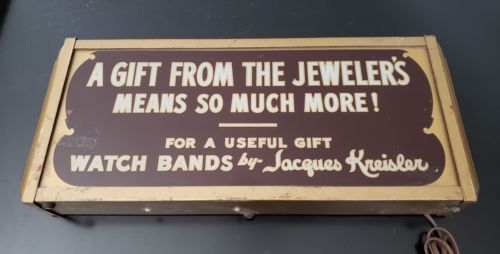 A GIFT FROM THE JEWELER'S
MEANS SO MUCH MORE!
FOR A USEFUL GIFT
WATCH BANDS by- Jacques Kreisler